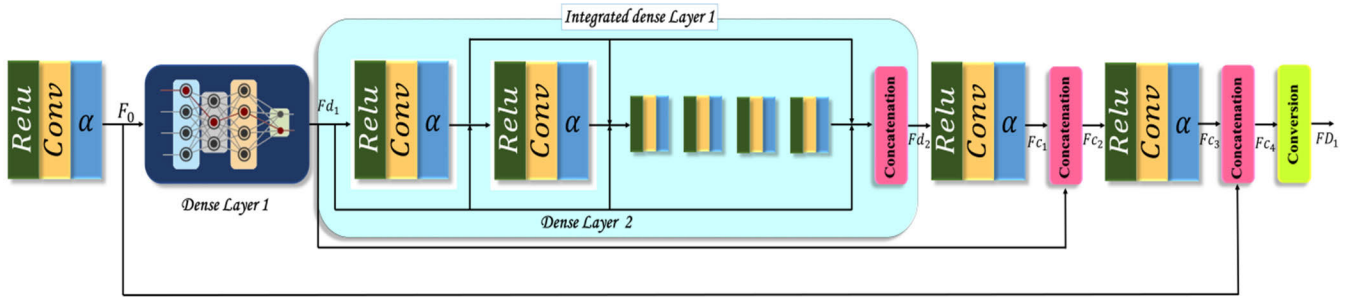 Integrated dense Layer 1
Relu
Conv
α
F₀
Dense Layer 1
Fd₁
Relu
Conv
α
Relu
Conv
α
Dense Layer 2
Concatenation
Fd₂
Relu
Conv
α
Fc₁
Concatenation
Fc₂
Relu
Conv
α
Fc₃
Concatenation
Fc₄
Conversion
FD₁